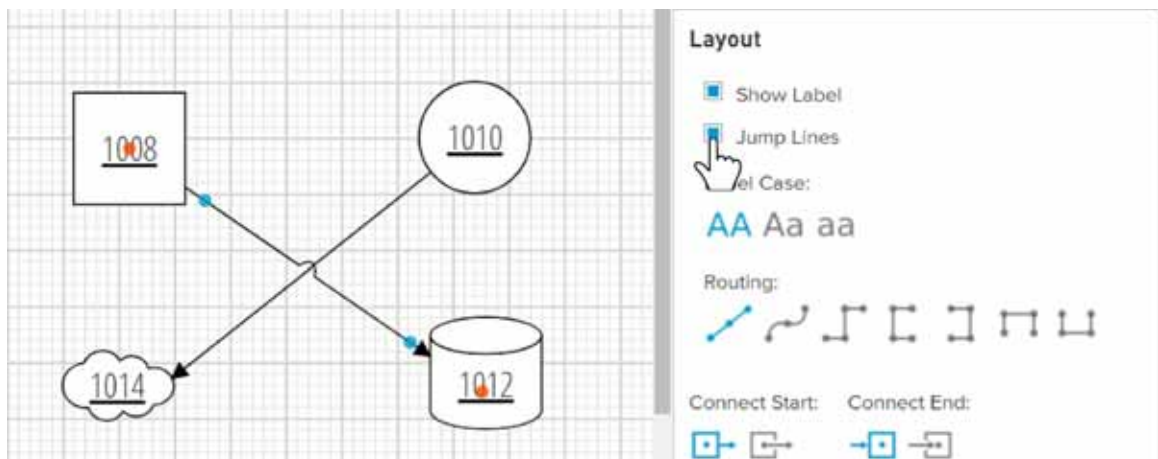 Layout
Show Label
Jump Lines
el Case:
AA Aa aa
Routing:
Connect Start: Connect End:
1008
1010
1014
1012